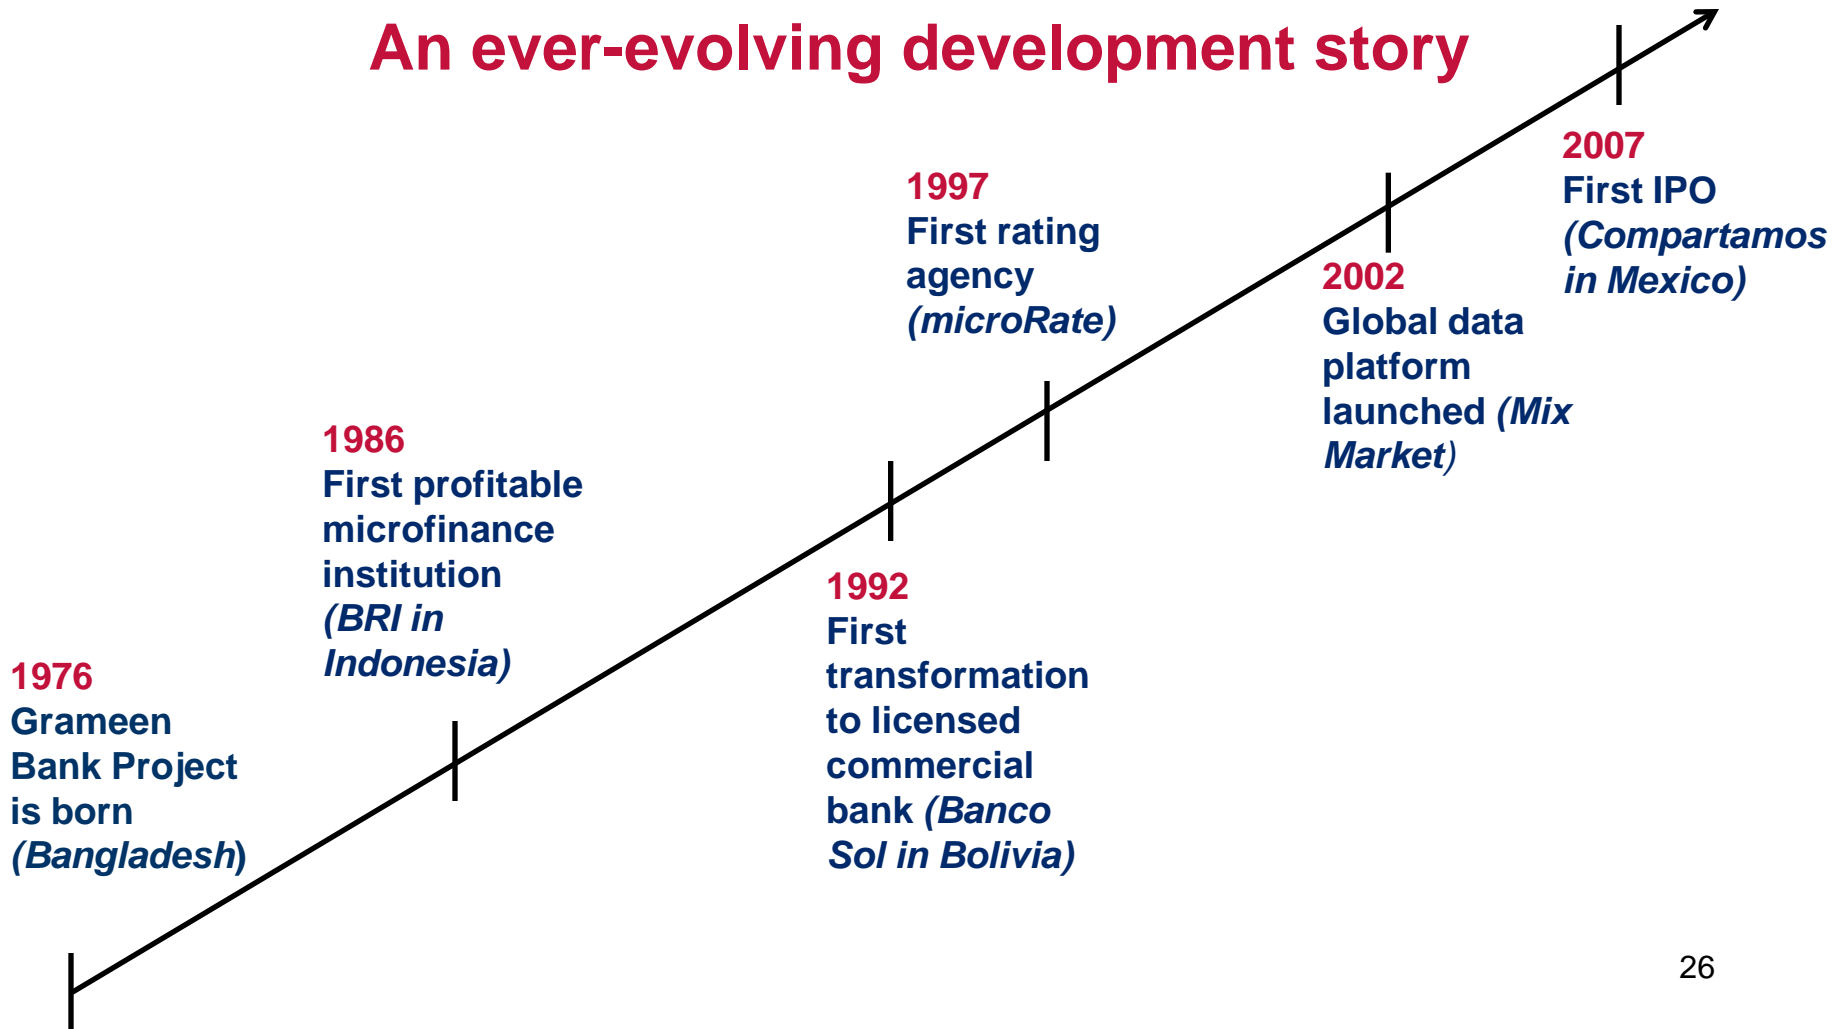 An ever-evolving development story
1976
Grameen
Bank Project
is born
(Bangladesh)
1986
First profitable
microfinance
institution
(BRI in
Indonesia)
1992
First
transformation
to licensed
commercial
bank (Banco
Sol in Bolivia)
1997
First rating
agency
(microRate)
2002
Global data
platform
launched (Mix
Market)
2007
First IPO
(Compartamos
in Mexico)
26